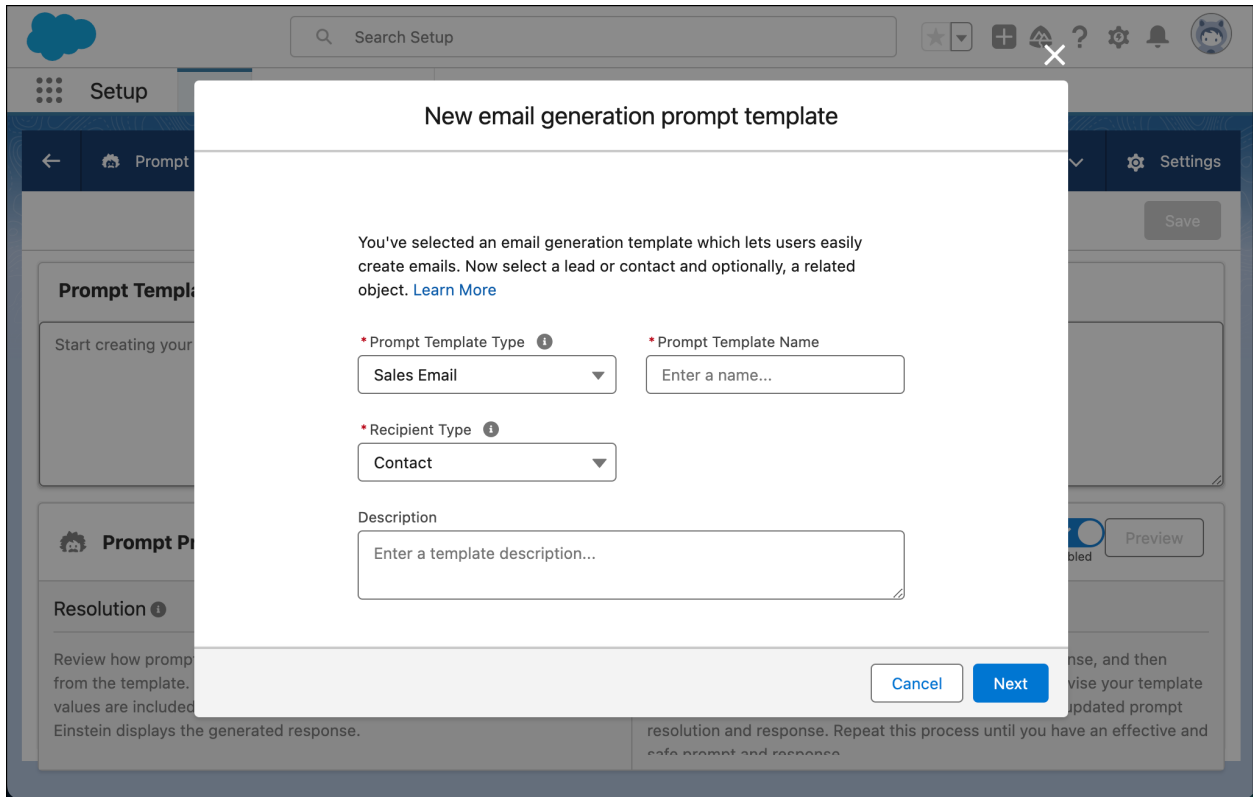 Search Setup
Setup
New email generation prompt template
Prompt
Settings
Save
You've selected an email generation template which lets users easily
create emails. Now select a lead or contact and optionally, a related
object. Learn More
*Prompt Template Type
*Prompt Template Name
Sales Email
Enter a name...
*Recipient Type
Contact
Description
Enter a template description...
Cancel
Next
Prompt Templa
Start creating your
Prompt Pr
bled
Preview
Resolution
Review how promp
from the template.
values are included
Einstein displays the generated response.
nse, and then
vise your template
updated prompt
resolution and response. Repeat this process until you have an effective and
safe prompt and response